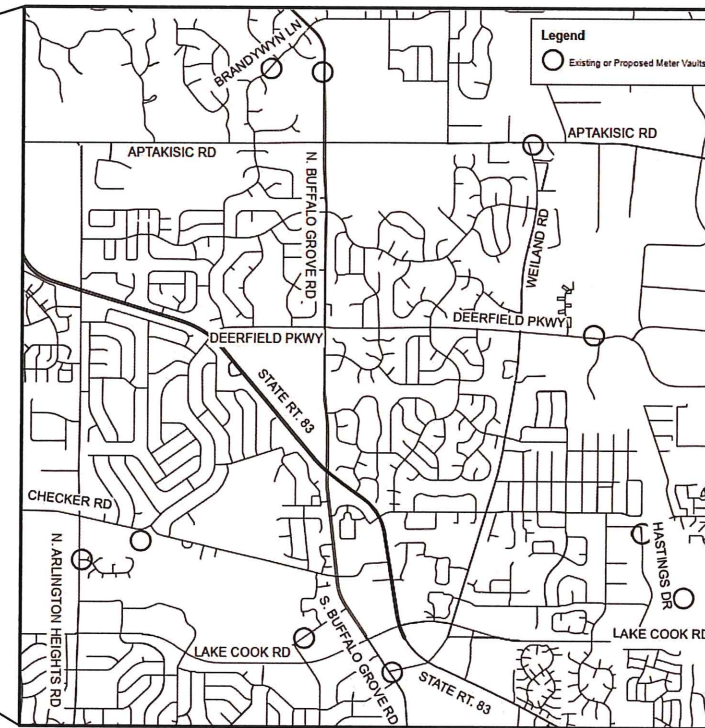 Legend
Existing or Proposed Meter Vaults
BRANDYWYN LN
APTAKISIC RD
APTAKISIC RD
N. BUFFALO GROVE RD
WEILAND RD
DEERFIELD PKWY
DEERFIELD PKWY
STATE RT. 83
CHECKER RD
N. ARLINGTON HEIGHTS RD
HASTINGS DR
S. BUFFALO GROVE RD
LAKE COOK RD
LAKE COOK RD
STATE RT. 83